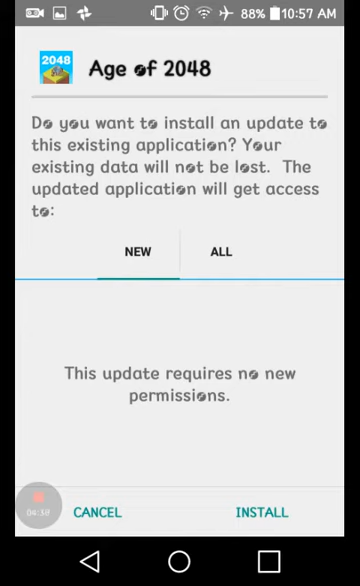 88% 10:57 AM
2048
Age of 2048
Do you want to install an update to
this existing application? Your
existing data will not be lost. The
updated application will get access
to:
NEW ALL
This update requires no new
permissions.
04:38
CANCEL INSTALL